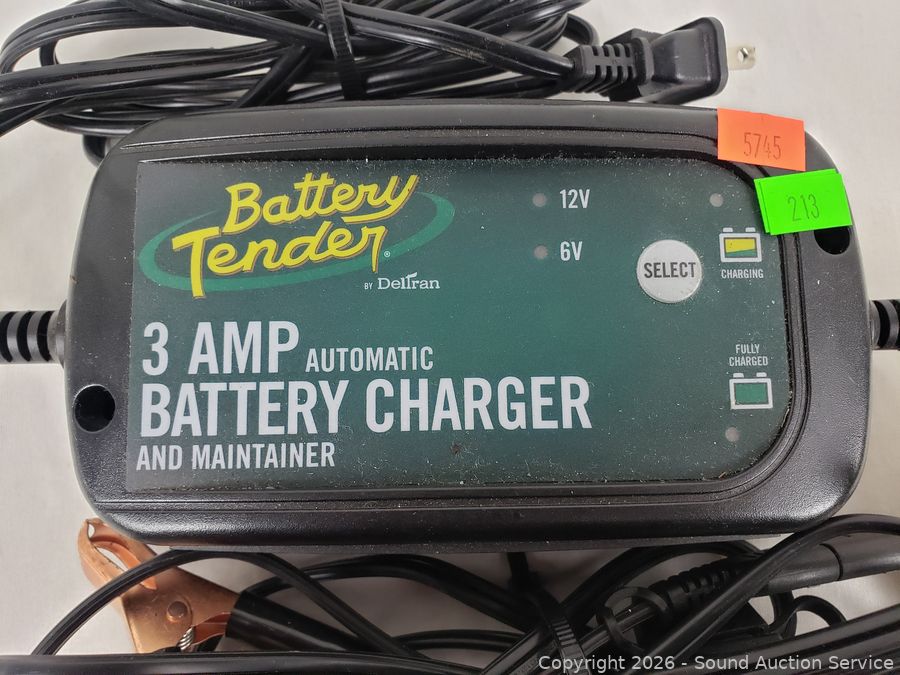 5745
213
Battery
Tender®
BY Deltran
12V
6V
SELECT
CHARGING
3 AMP AUTOMATIC
BATTERY CHARGER
AND MAINTAINER
FULLY
CHARGED
Copyright 2026 - Sound Auction Service